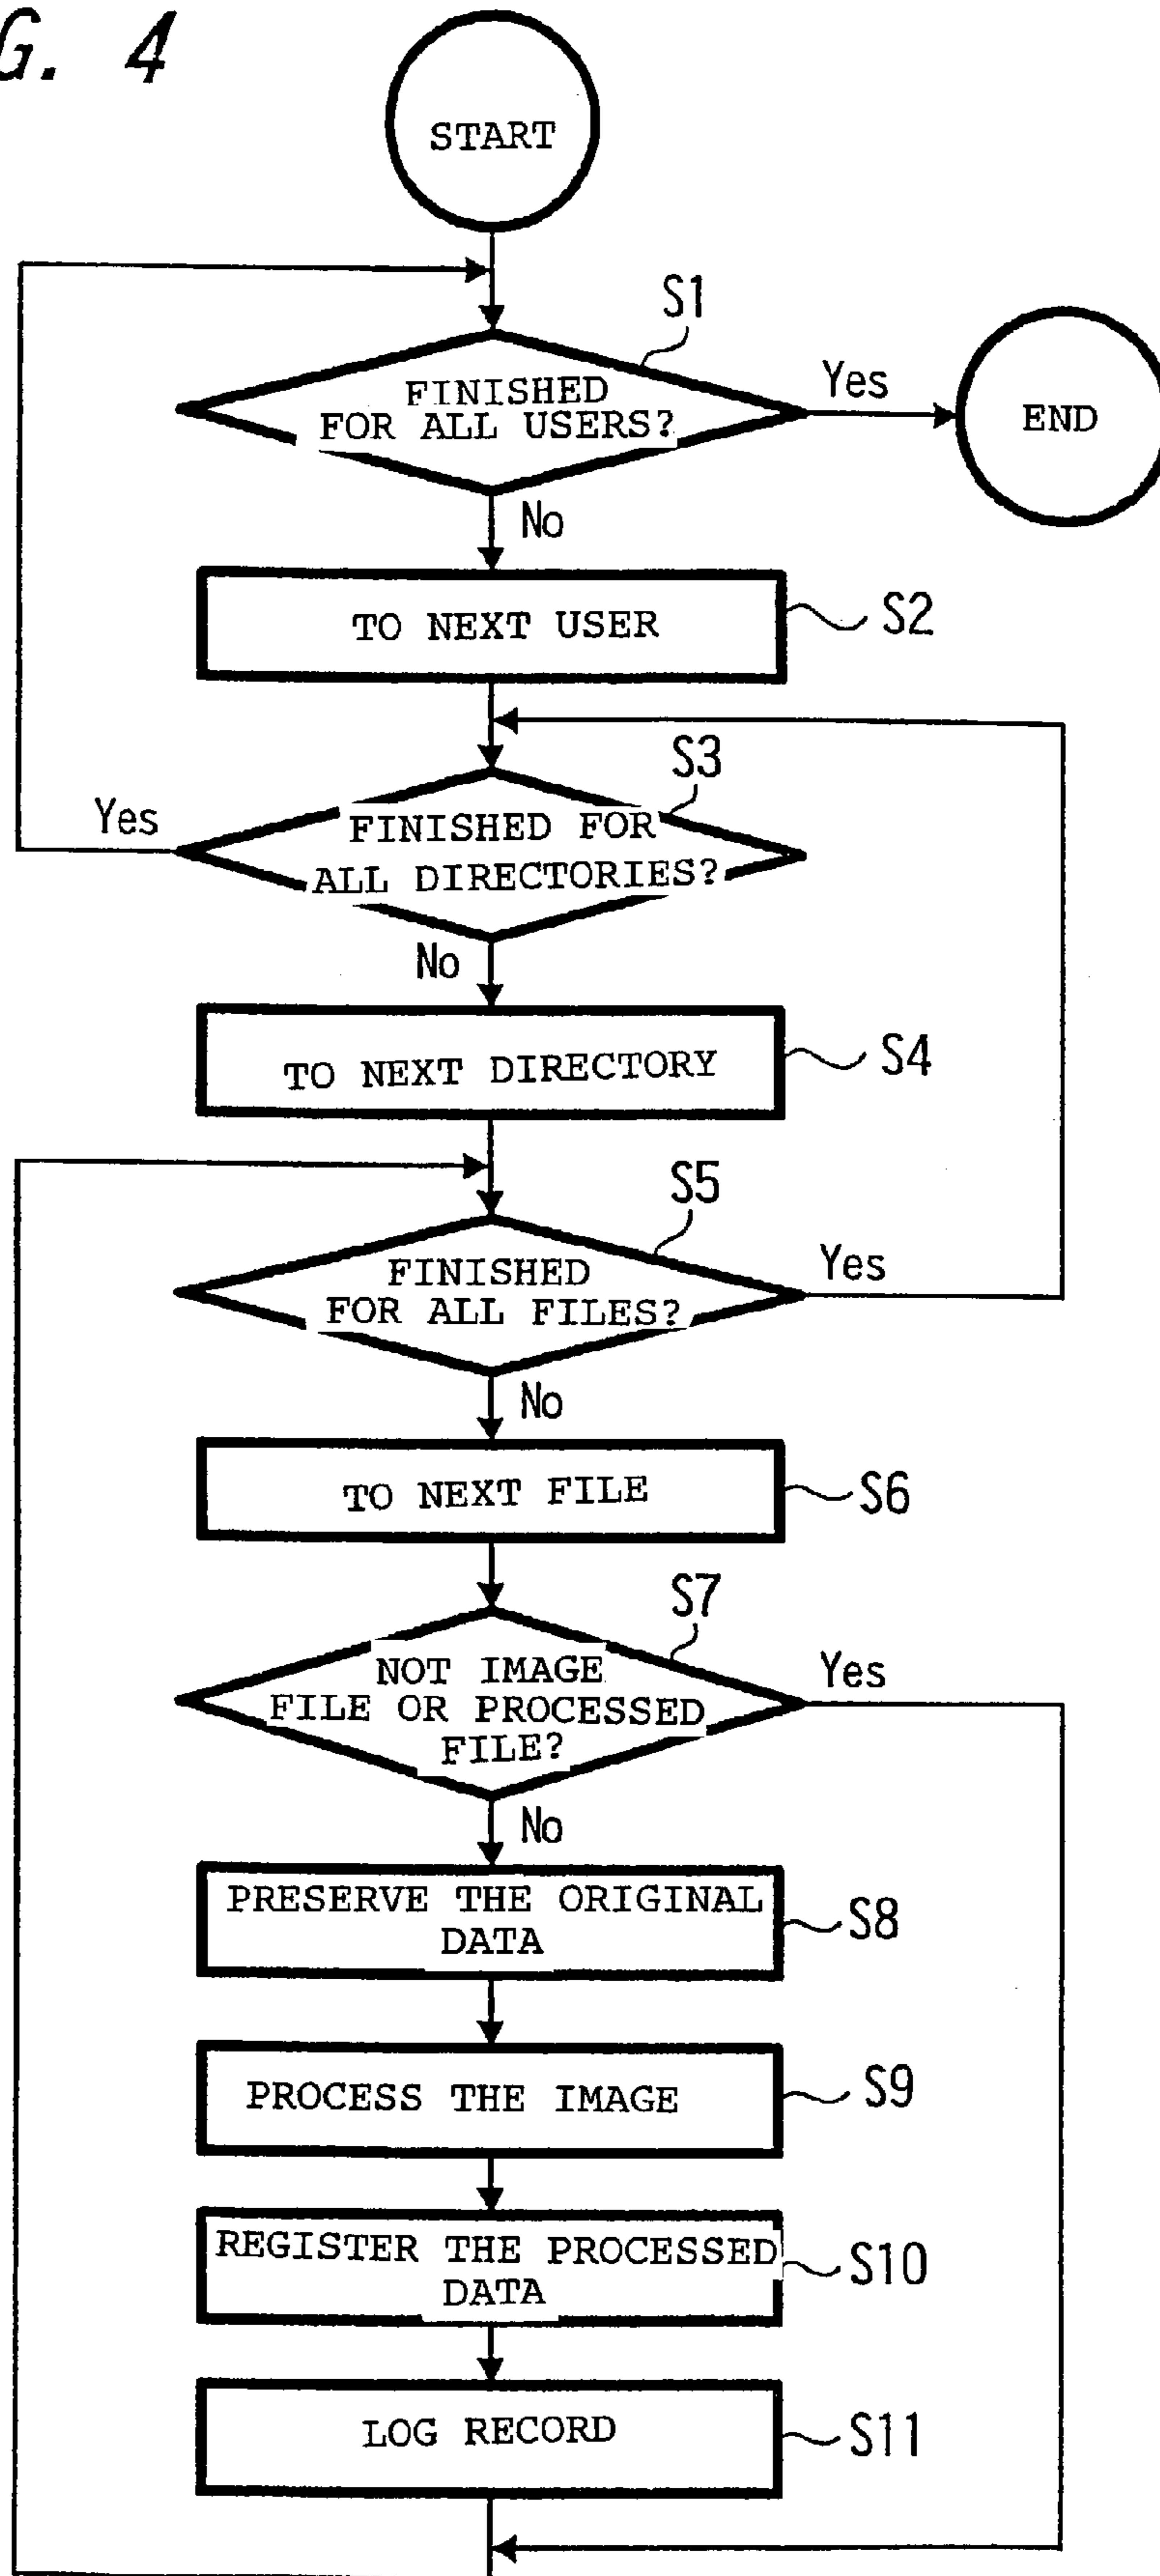 G. 4
START
S1
FINISHED
FOR ALL USERS?
Yes
END
No
TO NEXT USER
S2
S3
Yes
FINISHED FOR
ALL DIRECTORIES?
No
TO NEXT DIRECTORY
S4
S5
FINISHED
FOR ALL FILES?
Yes
No
TO NEXT FILE
S6
S7
NOT IMAGE
FILE OR PROCESSED
FILE?
Yes
No
PRESERVE THE ORIGINAL
DATA
S8
PROCESS THE IMAGE
S9
REGISTER THE PROCESSED
DATA
S10
LOG RECORD
S11